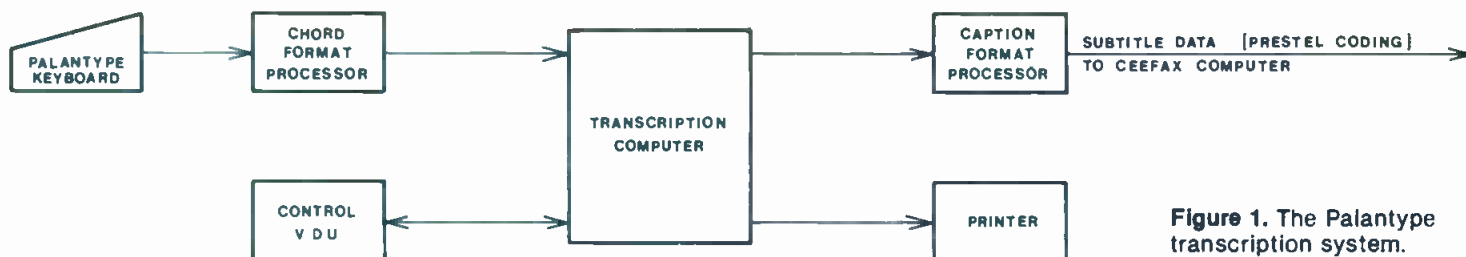 PALANTYPE
KEYBOARD
CHORD
FORMAT
PROCESSOR
TRANSCRIPTION
COMPUTER
CAPTION
FORMAT
PROCESSOR
SUBTITLE DATA [PRESTEL CODING]
TO CEEFAX COMPUTER
CONTROL
VDU
PRINTER
Figure 1. The Palantype
transcription system.